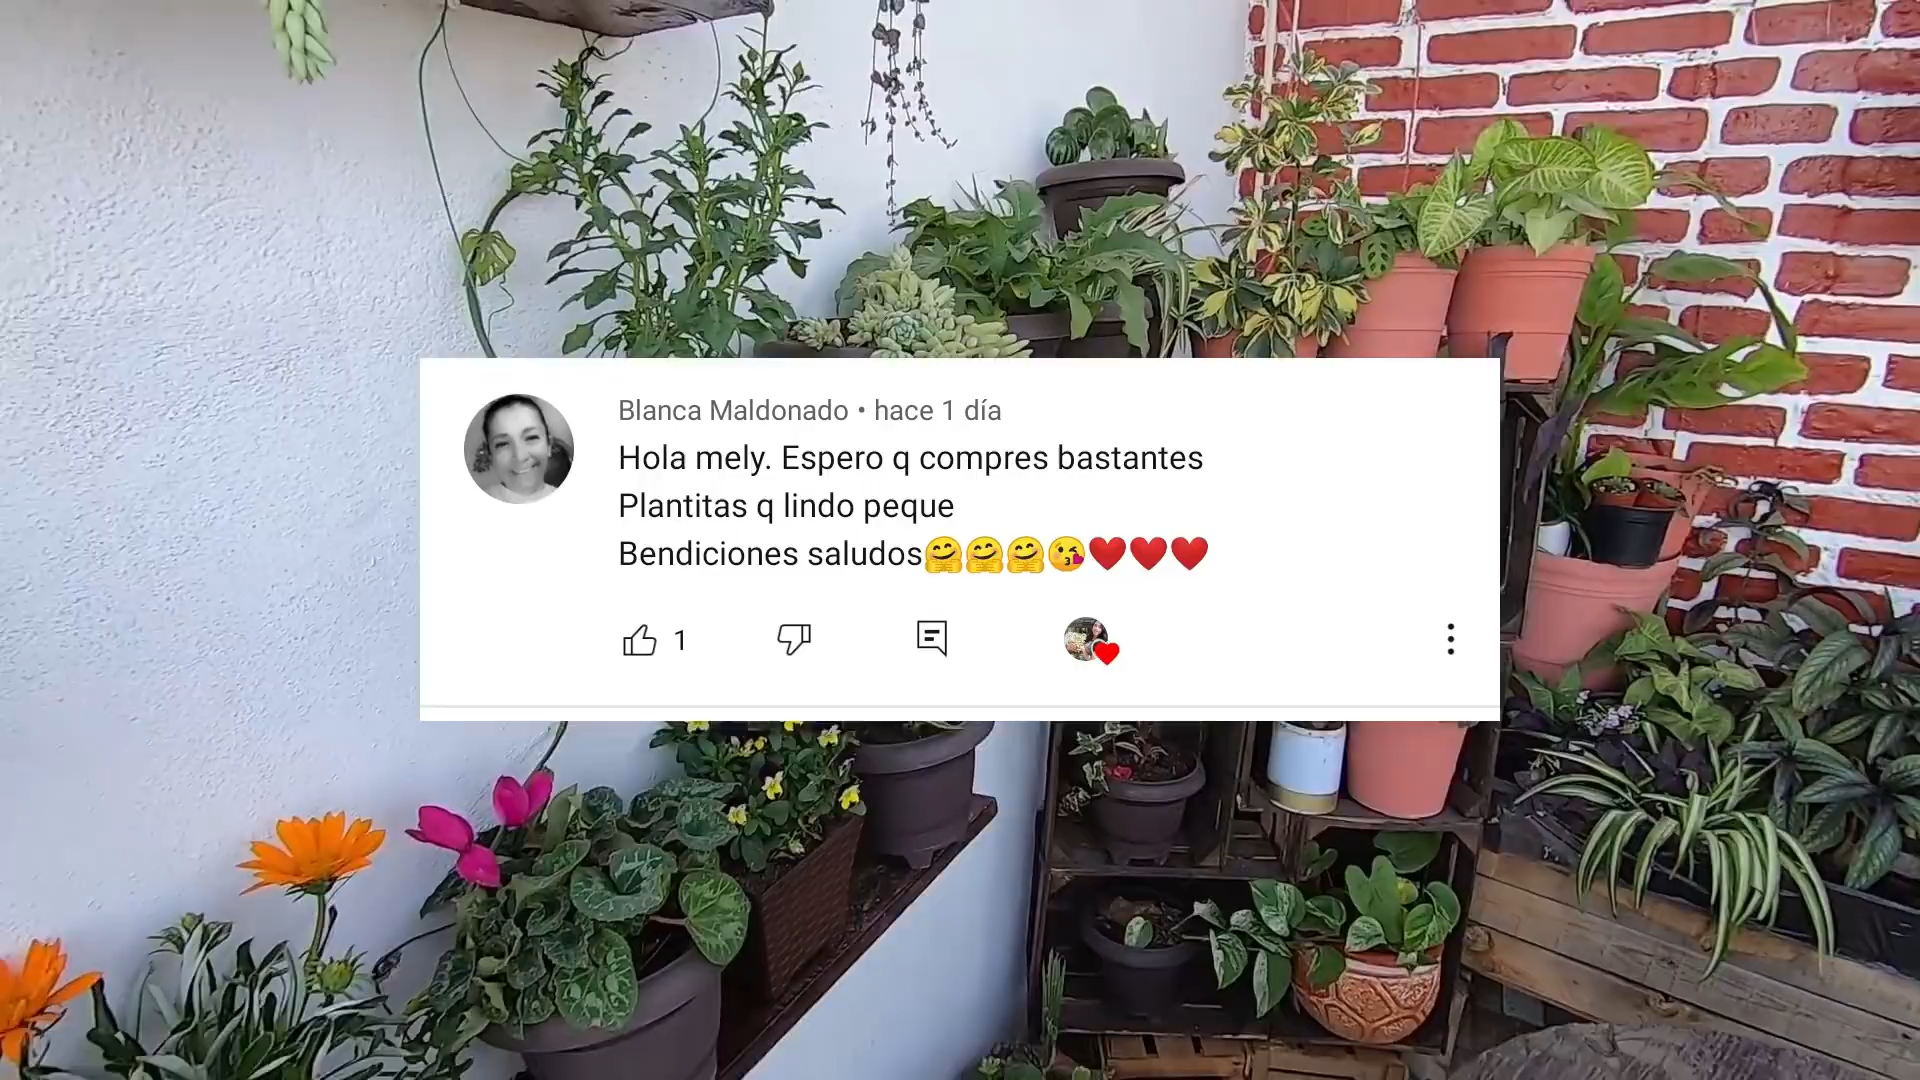 Blanca Maldonado • hace 1 día
Hola mely. Espero q compres bastantes
Plantitas q lindo peque
Bendiciones saludos🤗🤗🤗😘❤️❤️❤️
1